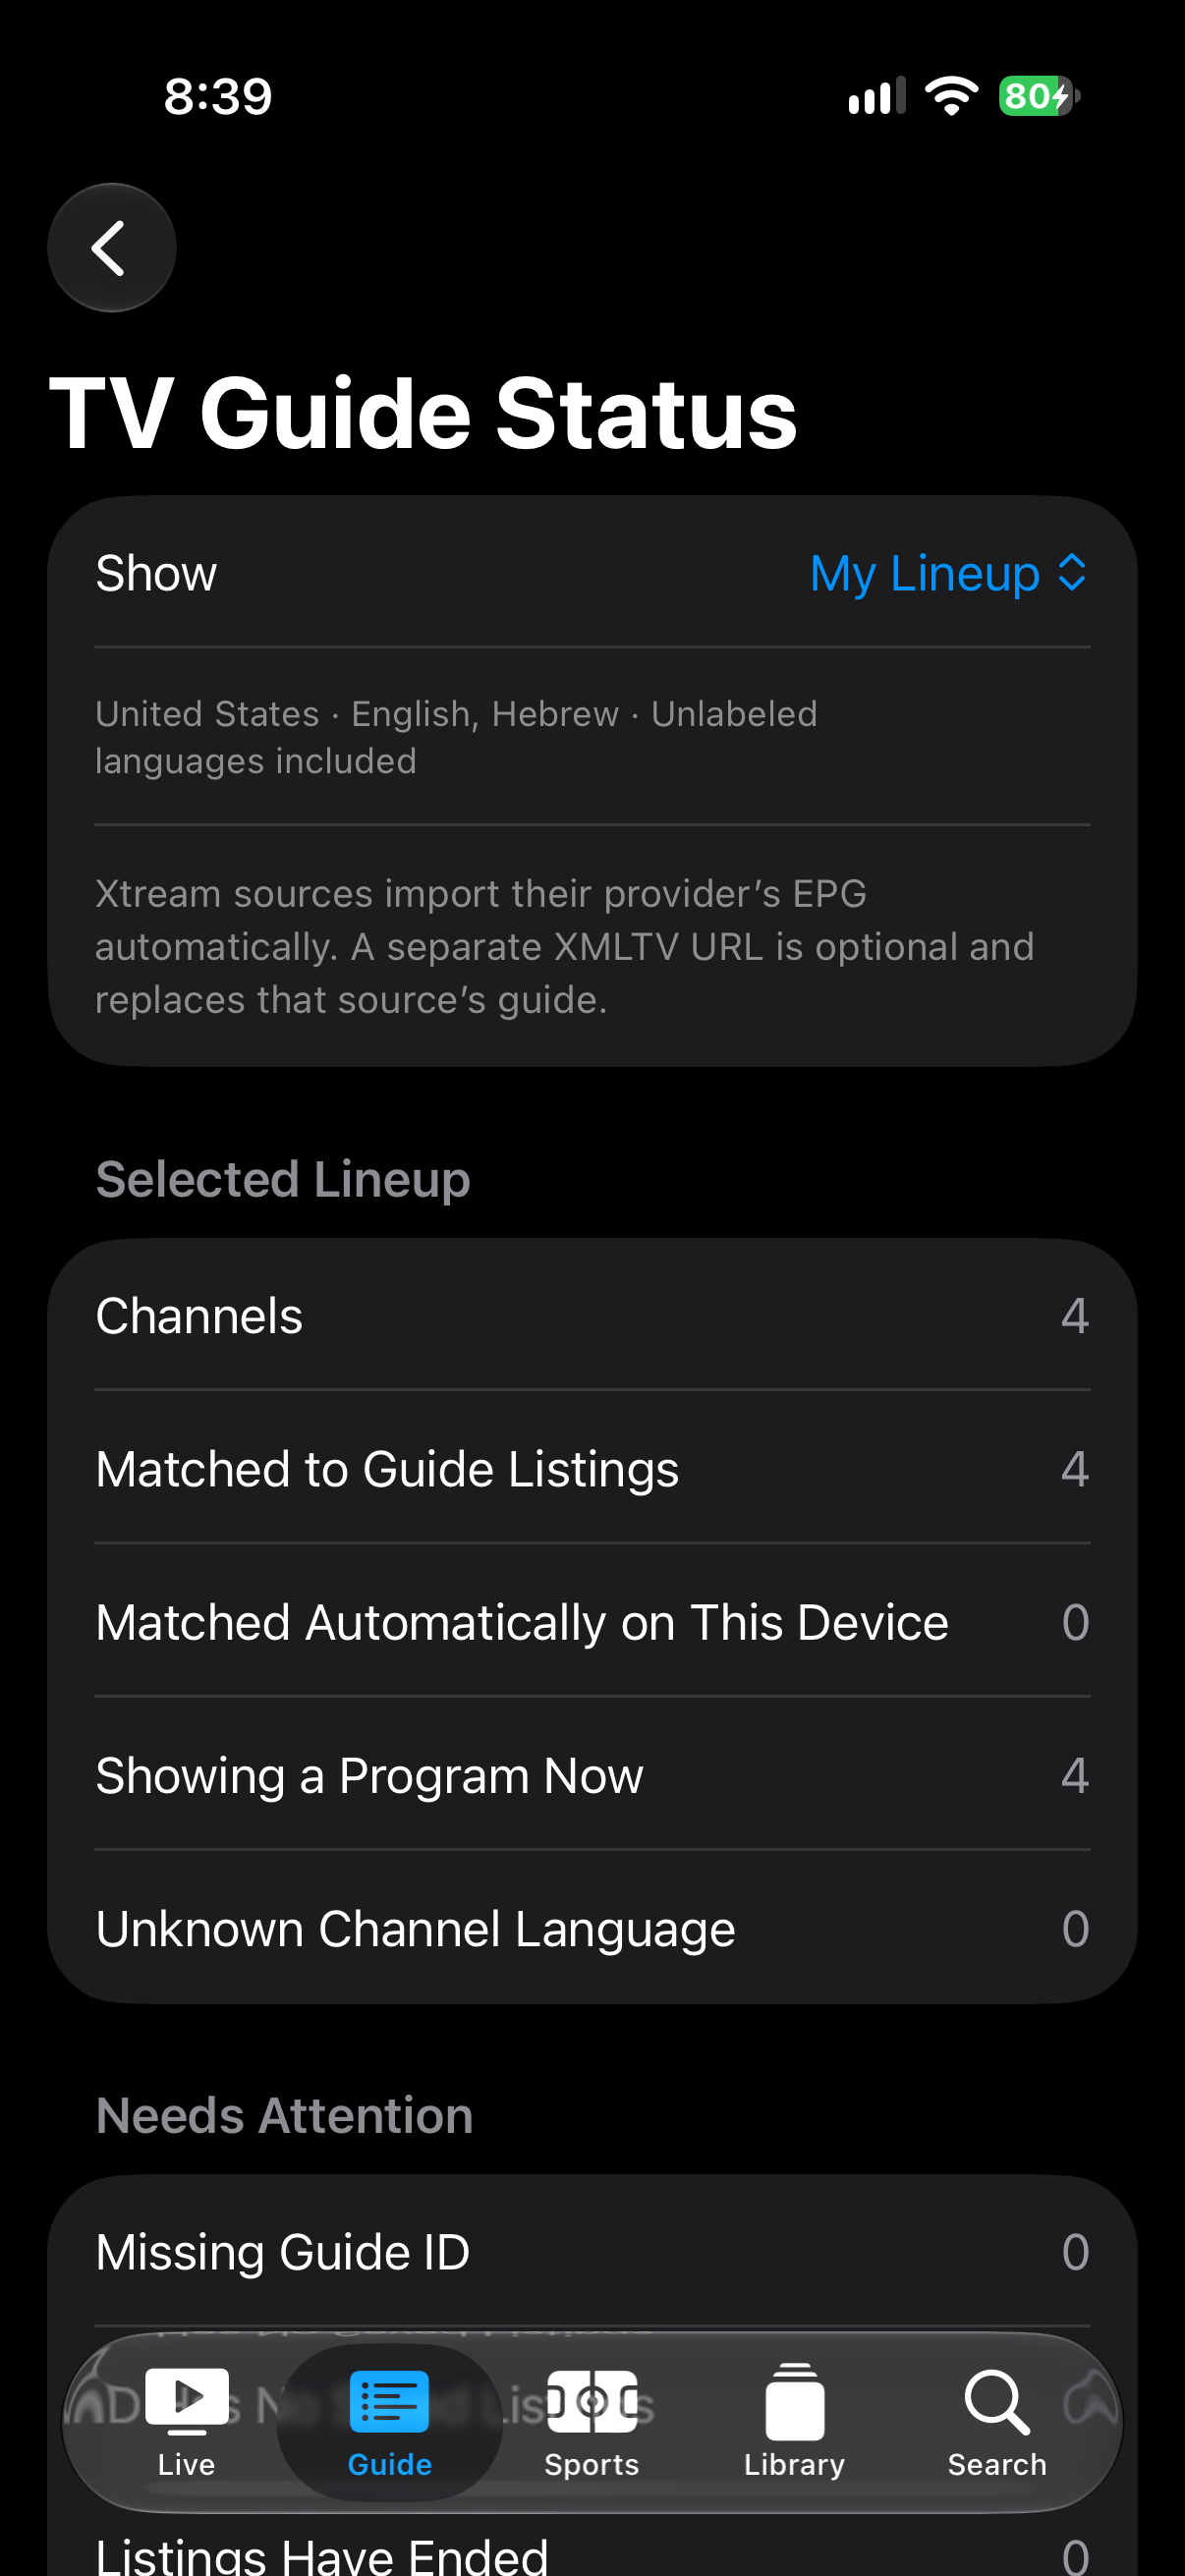 8:39
80
TV Guide Status
Show
My Lineup
United States · English, Hebrew · Unlabeled
languages included
Xtream sources import their provider’s EPG
automatically. A separate XMLTV URL is optional and
replaces that source’s guide.
Selected Lineup
Channels 4
Matched to Guide Listings 4
Matched Automatically on This Device 0
Showing a Program Now 4
Unknown Channel Language 0
Needs Attention
Missing Guide ID 0
Live
Guide
Sports
Library
Search
Listings Have Ended 0